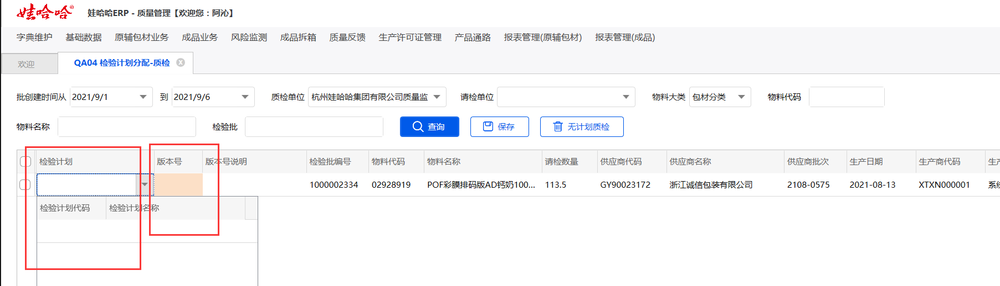 娃哈哈® 娃哈哈ERP - 质量管理【欢迎您：阿沁】
字典维护 基础数据 原辅包材业务 成品业务 风险监测 成品拆箱 质量反馈 生产许可证管理 产品通路 报表管理(原辅包材) 报表管理(成品)
欢迎 QA04 检验计划分配-质检
批创建时间从 2021/9/1 到 2021/9/6 质检单位 杭州娃哈哈集团有限公司质量监 请检单位 物料大类 包材分类 物料代码
物料名称 检验批 查询 保存 无计划质检
检验计划 版本号 版本号说明 检验批编号 物料代码 物料名称 请检数量 供应商代码 供应商名称 供应商批次 生产日期 生产商代码 生产
1000002334 02928919 POF彩膜排码版AD钙奶100... 113.5 GY90023172 浙江诚信包装有限公司 2108-0575 2021-08-13 XTXN000001 系统
检验计划代码 检验计划名称